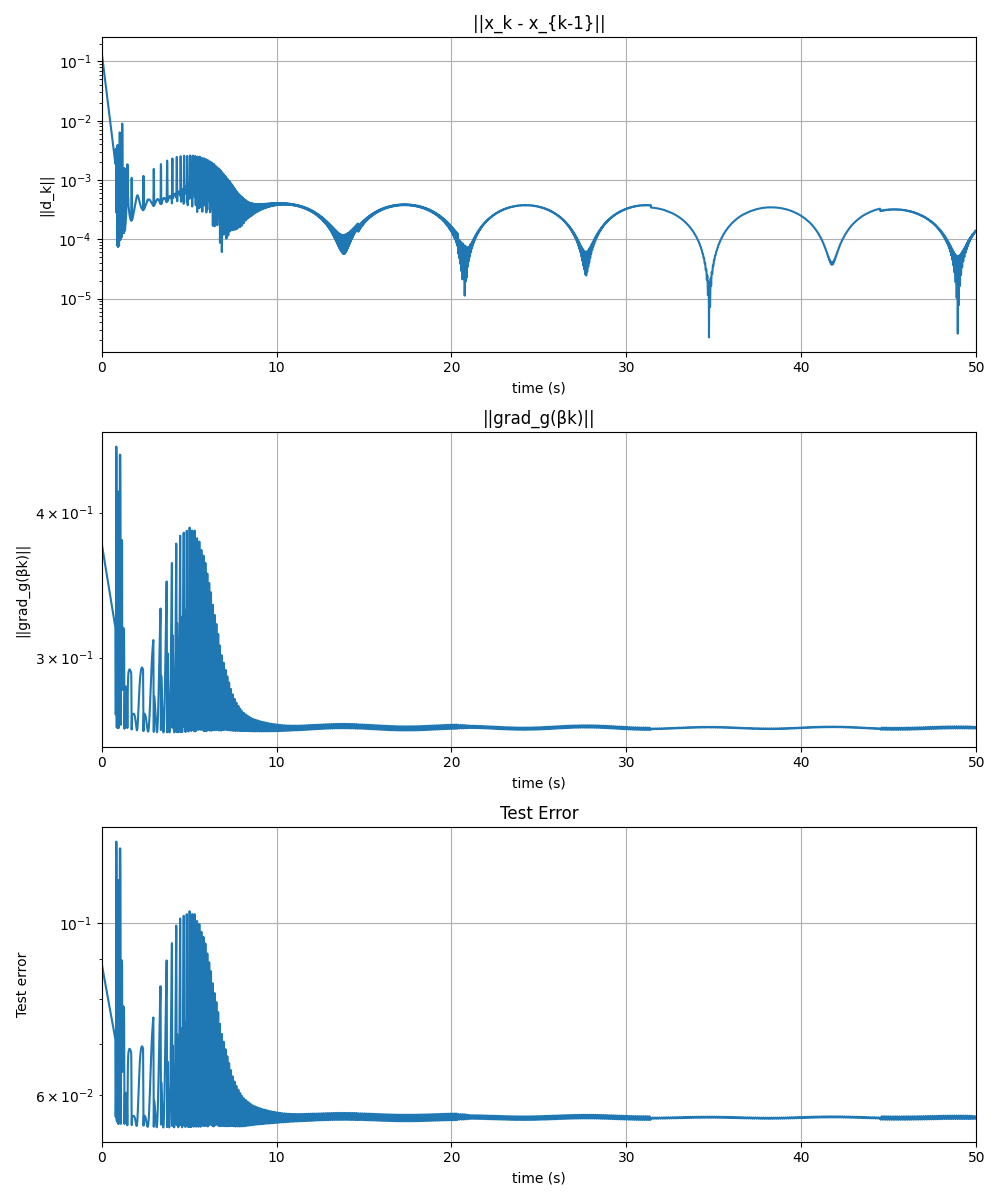 ||x_k - x_{k-1}||
10⁻¹
10⁻²
10⁻³
10⁻⁴
10⁻⁵
||d_k||
0 10 20 30 40 50
time (s)
||grad_g(βk)||
4 × 10⁻¹
3 × 10⁻¹
||grad_g(βk)||
0 10 20 30 40 50
time (s)
Test Error
10⁻¹
6 × 10⁻²
Test error
0 10 20 30 40 50
time (s)